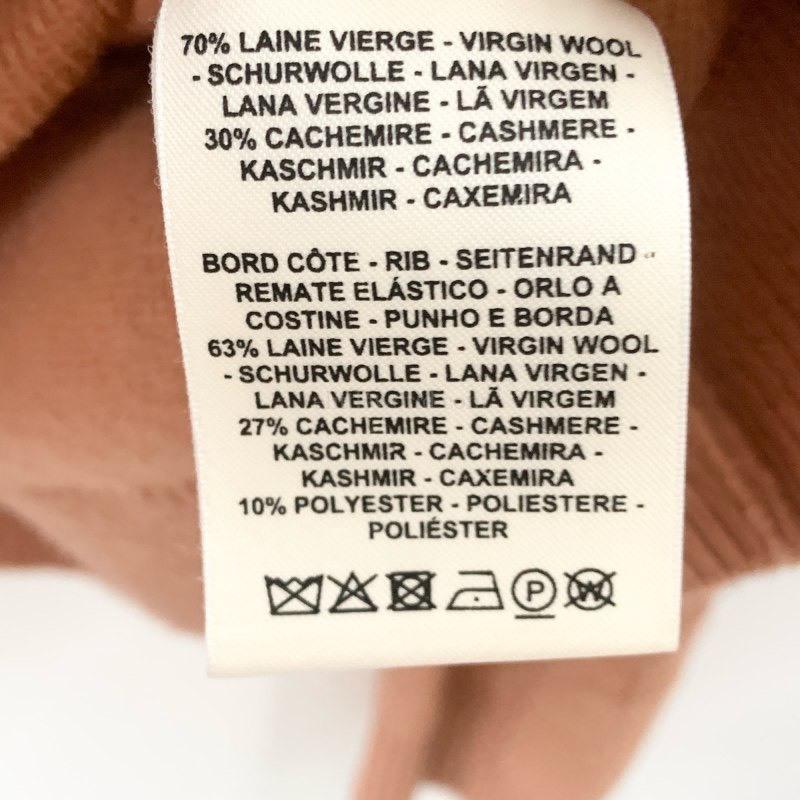 70% LAINE VIERGE - VIRGIN WOOL
- SCHURWOLLE - LANA VIRGEN -
LANA VERGINE - LÃ VIRGEM
30% CACHEMIRE - CASHMERE -
KASCHMIR - CACHEMIRA -
KASHMIR - CAXEMIRA
BORD CÔTE - RIB - SEITENRAND -
REMATE ELÁSTICO - ORLO A
COSTINE - PUNHO E BORDA
63% LAINE VIERGE - VIRGIN WOOL
- SCHURWOLLE - LANA VIRGEN -
LANA VERGINE - LÃ VIRGEM
27% CACHEMIRE - CASHMERE -
KASCHMIR - CACHEMIRA -
KASHMIR - CAXEMIRA
10% POLYESTER - POLIESTERE -
POLIÉSTER
P W